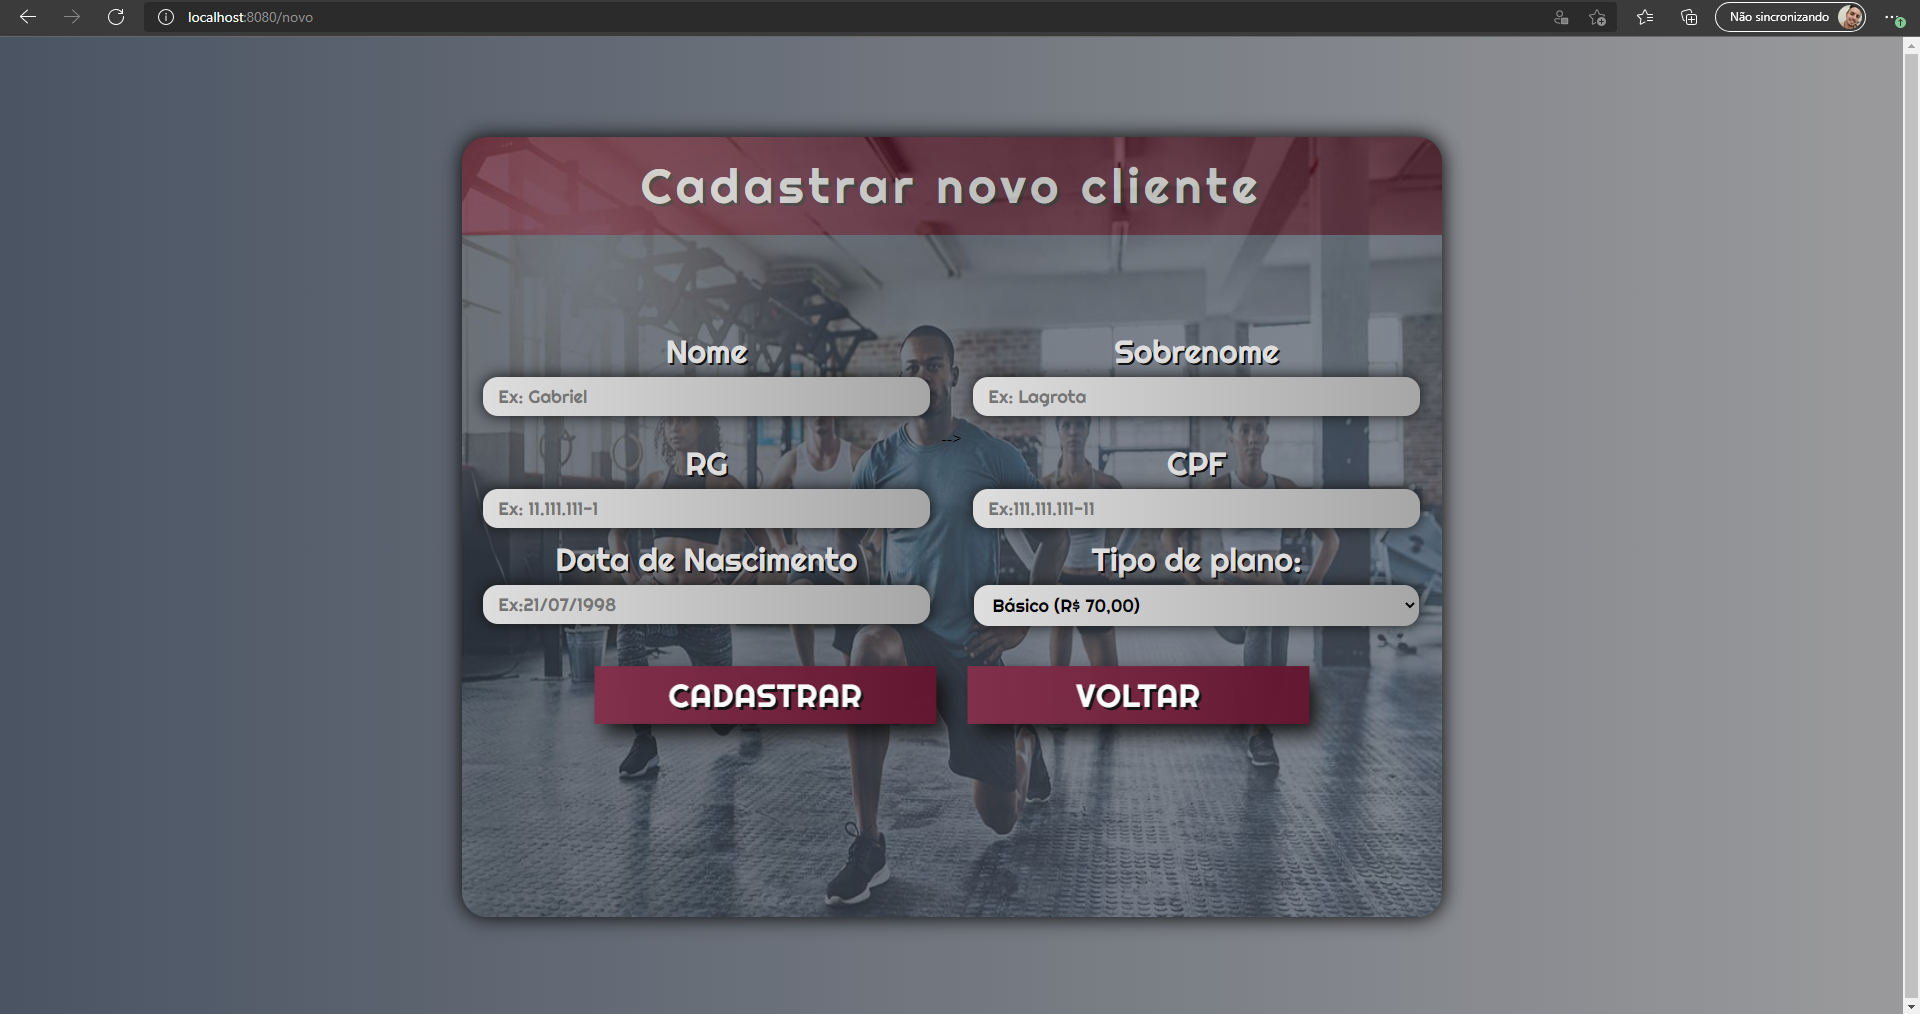 localhost:8080/novo
Não sincronizando
Cadastrar novo cliente
Nome
Sobrenome
Ex: Gabriel
Ex: Lagrota
-->
RG
CPF
Ex: 11.111.111-1
Ex:111.111.111-11
Data de Nascimento
Tipo de plano:
Ex:21/07/1998
Básico (R$ 70,00)
CADASTRAR
VOLTAR